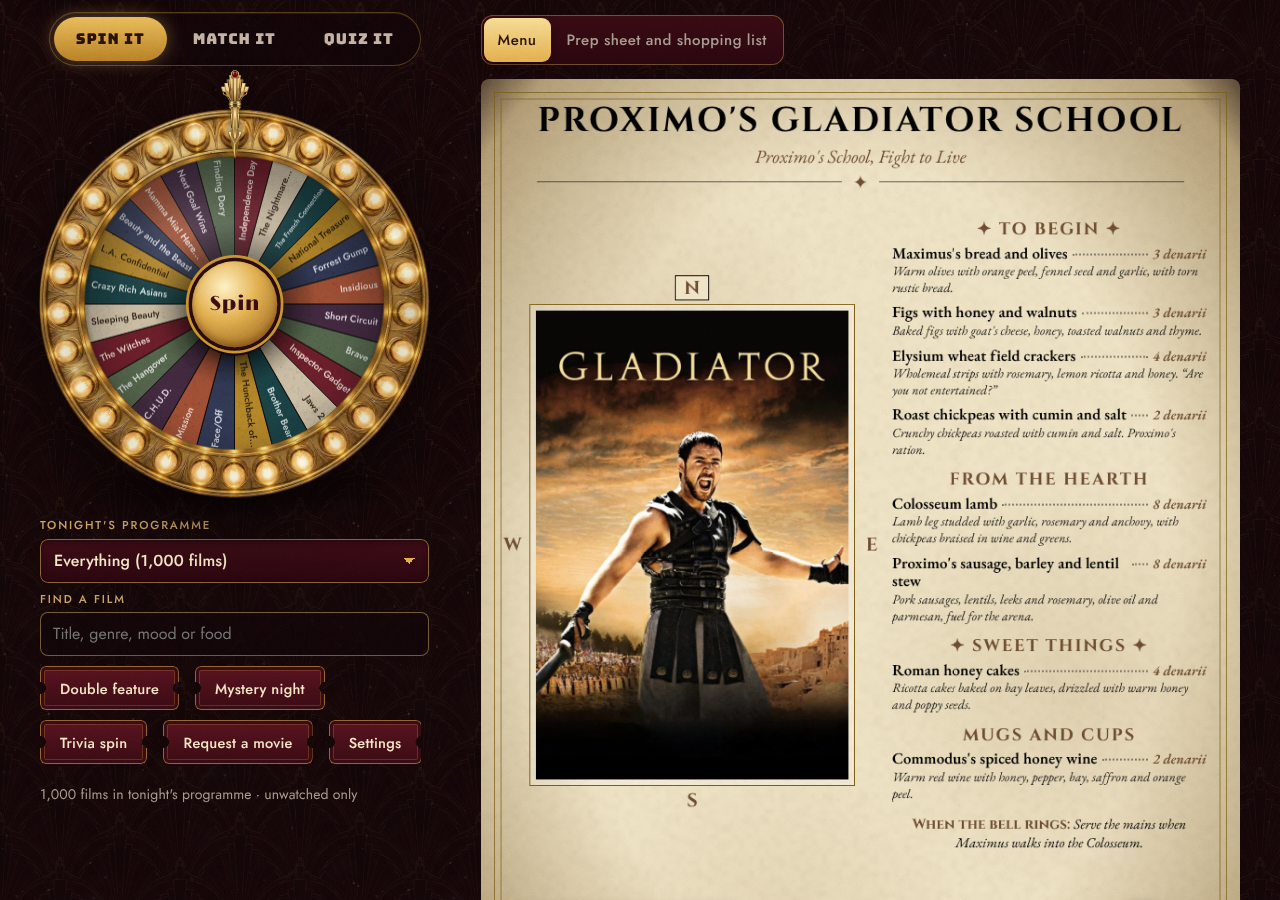 SPIN IT
MATCH IT
QUIZ IT
Menu
Prep sheet and shopping list
Independence Day
The Nightmare...
The French Connection
National Treasure
Forrest Gump
Insidious
Short Circuit
Brave
Inspector Gadget
Jaws 2
Brother Bear
The Hunchback of...
Face/Off
Mission
C.H.U.D.
The Hangover
The Witches
Sleeping Beauty
Crazy Rich Asians
L.A. Confidential
Beauty and the Beast
Mamma Mia! Here...
Next Goal Wins
Finding Dory
Spin
TONIGHT'S PROGRAMME
Everything (1,000 films)
FIND A FILM
Title, genre, mood or food
Double feature
Mystery night
Trivia spin
Request a movie
Settings
1,000 films in tonight's programme · unwatched only
PROXIMO'S GLADIATOR SCHOOL
Proximo's School, Fight to Live
N
W
E
S
GLADIATOR
✦ TO BEGIN ✦
Maximus's bread and olives 3 denarii
Warm olives with orange peel, fennel seed and garlic, with torn
rustic bread.
Figs with honey and walnuts 3 denarii
Baked figs with goat's cheese, honey, toasted walnuts and thyme.
Elysium wheat field crackers 4 denarii
Wholemeal strips with rosemary, lemon ricotta and honey. “Are
you not entertained?”
Roast chickpeas with cumin and salt 2 denarii
Crunchy chickpeas roasted with cumin and salt. Proximo's
ration.
FROM THE HEARTH
Colosseum lamb 8 denarii
Lamb leg studded with garlic, rosemary and anchovy, with
chickpeas braised in wine and greens.
Proximo's sausage, barley and lentil 8 denarii
stew
Pork sausages, lentils, leeks and rosemary, olive oil and
parmesan, fuel for the arena.
✦ SWEET THINGS ✦
Roman honey cakes 4 denarii
Ricotta cakes baked on bay leaves, drizzled with warm honey
and poppy seeds.
MUGS AND CUPS
Commodus's spiced honey wine 2 denarii
Warm red wine with honey, pepper, bay, saffron and orange
peel.
WHEN THE BELL RINGS: Serve the mains when
Maximus walks into the Colosseum.